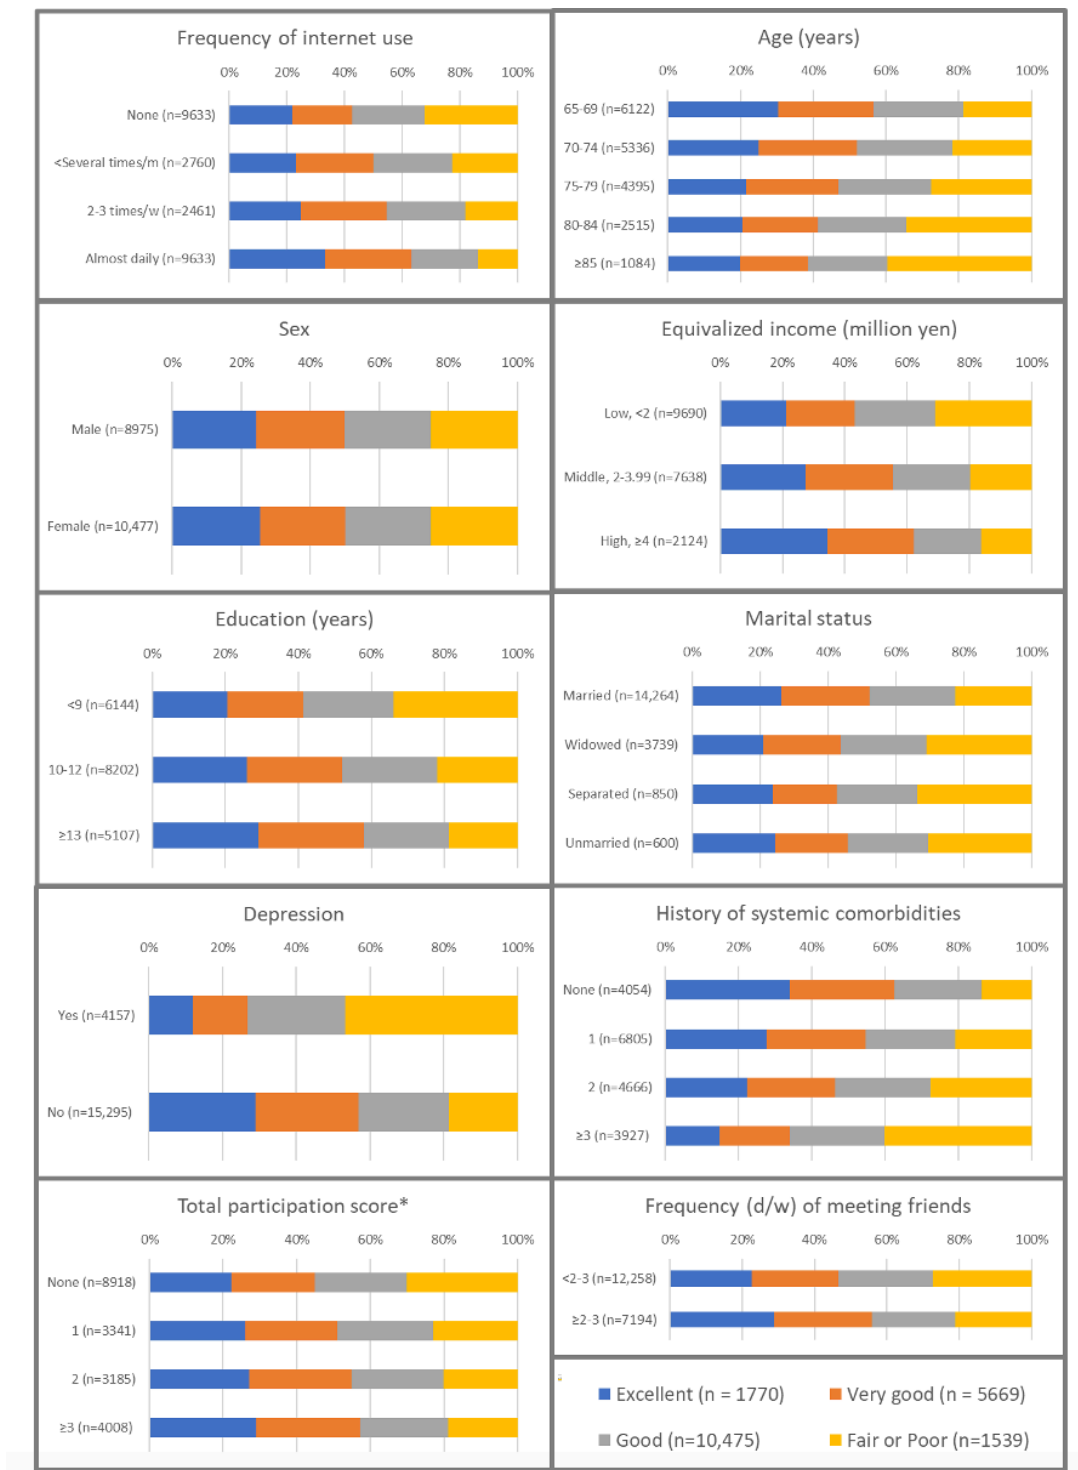 Frequency of internet use
0% 20% 40% 60% 80% 100%
None (n=9633)
<Several times/m (n=2760)
2-3 times/w (n=2461)
Almost daily (n=9633)
Age (years)
0% 20% 40% 60% 80% 100%
65-69 (n=6122)
70-74 (n=5336)
75-79 (n=4395)
80-84 (n=2515)
≥85 (n=1084)
Sex
0% 20% 40% 60% 80% 100%
Male (n=8975)
Female (n=10,477)
Equivalized income (million yen)
0% 20% 40% 60% 80% 100%
Low, <2 (n=9690)
Middle, 2-3.99 (n=7638)
High, ≥4 (n=2124)
Education (years)
0% 20% 40% 60% 80% 100%
<9 (n=6144)
10-12 (n=8202)
≥13 (n=5107)
Marital status
0% 20% 40% 60% 80% 100%
Married (n=14,264)
Widowed (n=3739)
Separated (n=850)
Unmarried (n=600)
Depression
0% 20% 40% 60% 80% 100%
Yes (n=4157)
No (n=15,295)
History of systemic comorbidities
0% 20% 40% 60% 80% 100%
None (n=4054)
1 (n=6805)
2 (n=4666)
≥3 (n=3927)
Total participation score*
0% 20% 40% 60% 80% 100%
None (n=8918)
1 (n=3341)
2 (n=3185)
≥3 (n=4008)
Frequency (d/w) of meeting friends
0% 20% 40% 60% 80% 100%
<2-3 (n=12,258)
≥2-3 (n=7194)
Excellent (n = 1770)
Very good (n = 5669)
Good (n=10,475)
Fair or Poor (n=1539)